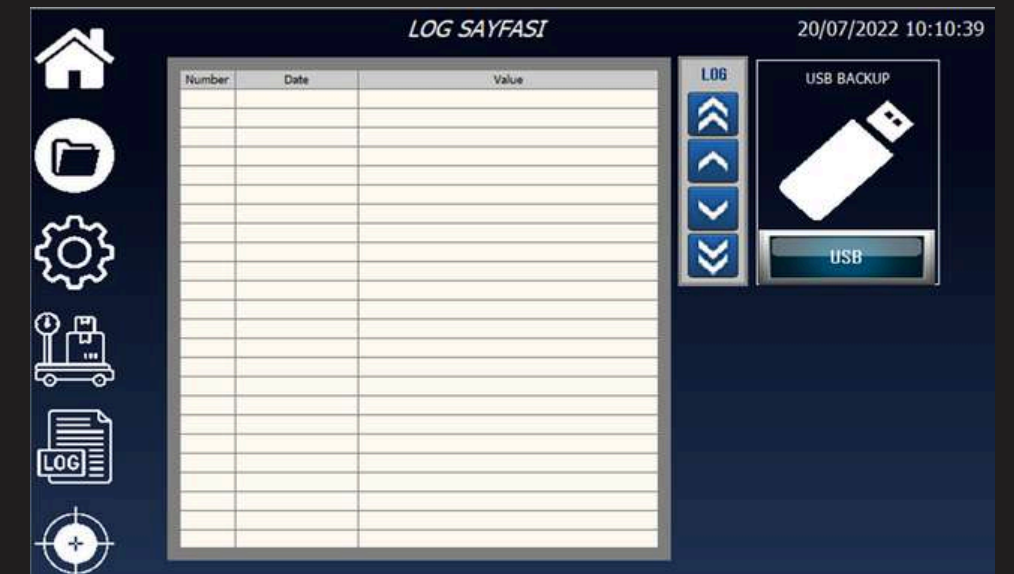 LOG SAYFASI
20/07/2022 10:10:39
Number Date Value
LOG
USB BACKUP
USB
LOG